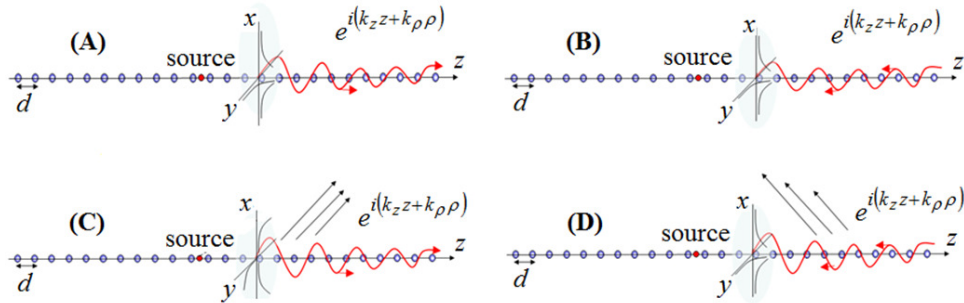 (A) source x y z d e^{i(k_z z+k_ρ ρ)}
(B) source x y z d e^{i(k_z z+k_ρ ρ)}
(C) source x y z d e^{i(k_z z+k_ρ ρ)}
(D) source x y z d e^{i(k_z z+k_ρ ρ)}